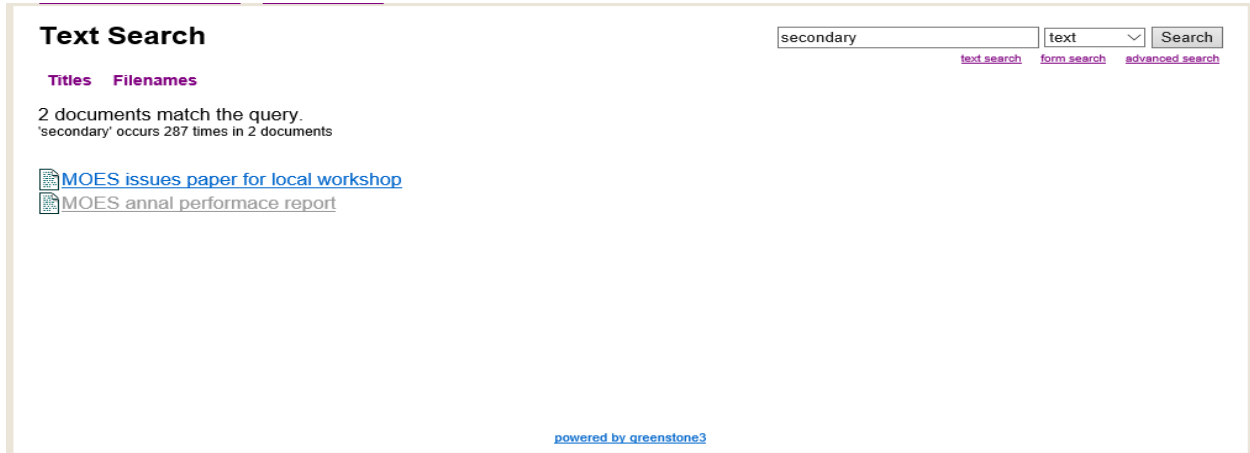 Text Search
secondary text Search
text search form search advanced search
Titles Filenames
2 documents match the query.
'secondary' occurs 287 times in 2 documents
MOES issues paper for local workshop
MOES annal performace report
powered by greenstone3